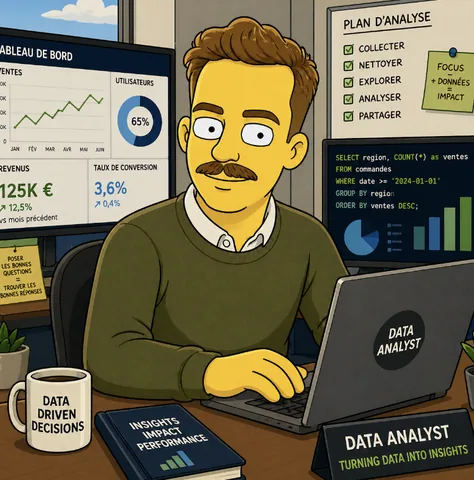 TABLEAU DE BORD
VENTES
JAN FÉV MAR AVR MAI JUN
UTILISATEURS
65%
REVENUS
125K €
↗ 12,5%
vs mois précédent
TAUX DE CONVERSION
3,6%
↗ 0,4%
POSER
LES BONNES
QUESTIONS
=
TROUVER LES
BONNES RÉPONSES
PLAN D'ANALYSE
COLLECTER
NETTOYER
EXPLORER
ANALYSER
PARTAGER
FOCUS
+ DONNÉES
=
IMPACT
SELECT region, COUNT(*) as ventes
FROM commandes
WHERE date >= '2024-01-01'
GROUP BY region
ORDER BY ventes DESC;
DATA
ANALYST
DATA
DRIVEN
DECISIONS
INSIGHTS
IMPACT
PERFORMANCE
DATA ANALYST
TURNING DATA INTO INSIGHTS